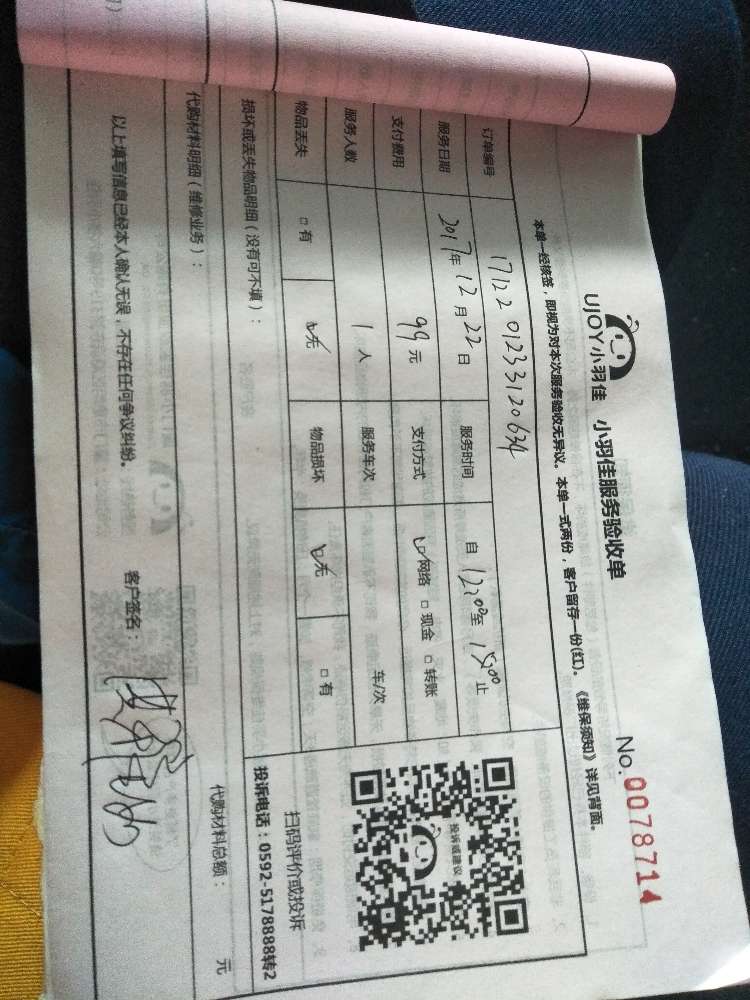 UJOY小羽佳 小羽佳服务验收单
No. 0078714
本单一经核签，即视为对本次服务验收无异议。本单一式两份，客户留存一份(红)。《维保须知》详见背面。
订单编号 1712201233120634
服务日期 2017年12月22日 服务时间 自 12:00至 15:00止
支付费用 99元 支付方式 ☑网络 □现金 □转账
服务人数 1人 服务车次 车/次
物品丢失 □有 ☑无 物品损坏 ☑无 □有
投诉或建议
扫码评价或投诉
投诉电话：0592-5178888转2
损坏或丢失物品明细（没有可不填）：
代购材料明细（维修业务）： 代购材料总额： 元
以上填写信息已经本人确认无误，不存在任何争议纠纷。 客户签名：